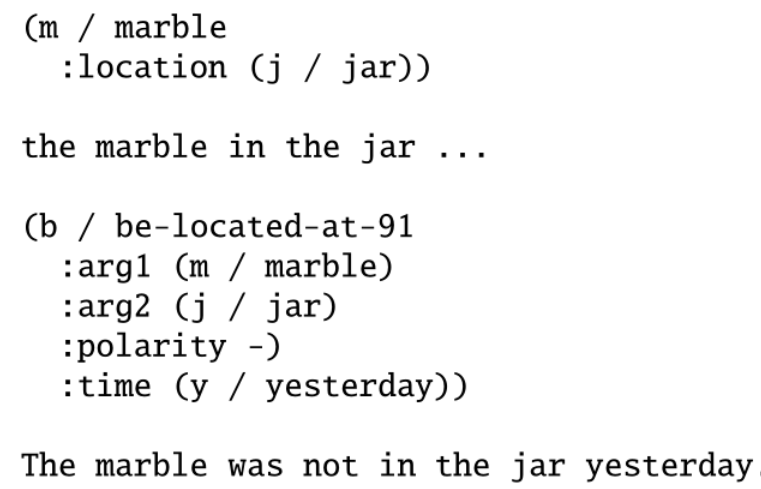 (m / marble
:location (j / jar))
the marble in the jar ...
(b / be-located-at-91
:arg1 (m / marble)
:arg2 (j / jar)
:polarity -)
:time (y / yesterday))
The marble was not in the jar yesterday.